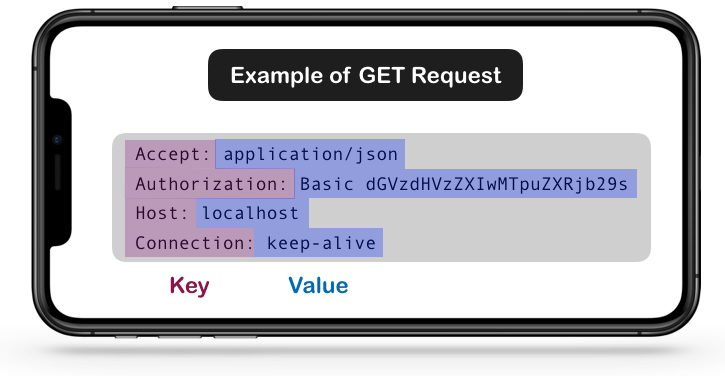 Example of GET Request
Accept: application/json
Authorization: Basic dGVzdHVzZXIwMTpuZXRjb29s
Host: localhost
Connection: keep-alive
Key Value